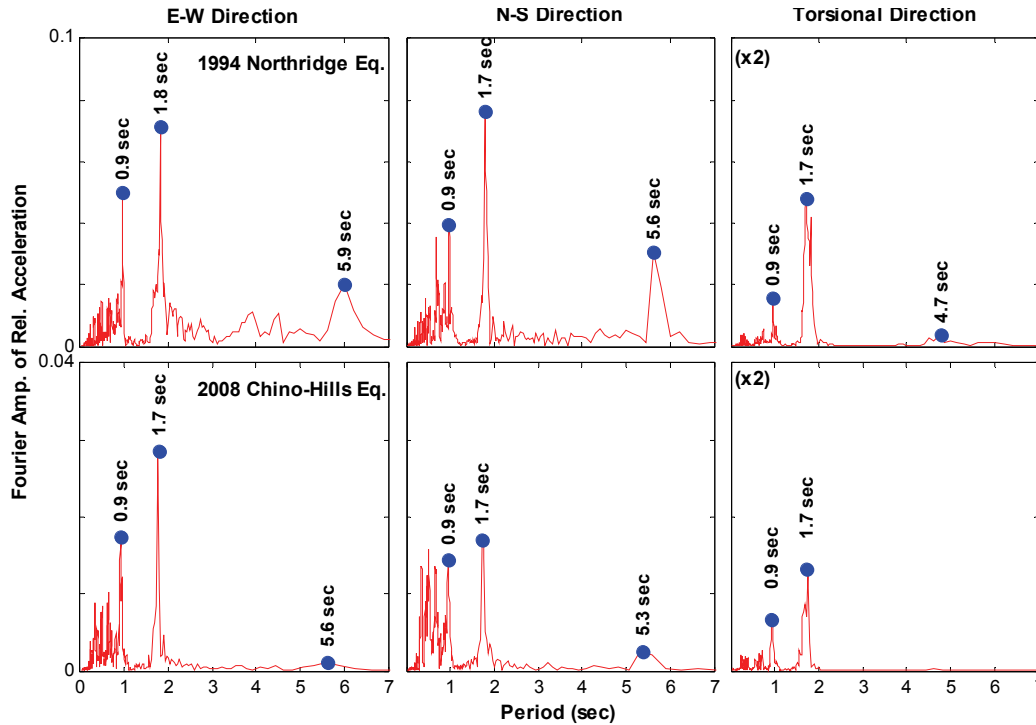 E-W Direction
N-S Direction
Torsional Direction
Fourier Amp. of Rel. Acceleration
0.1
1994 Northridge Eq.
0.9 sec
1.8 sec
5.9 sec
0.9 sec
1.7 sec
5.6 sec
(x2)
0.9 sec
1.7 sec
4.7 sec
0
0.04
2008 Chino-Hills Eq.
0.9 sec
1.7 sec
5.6 sec
0.9 sec
1.7 sec
5.3 sec
(x2)
0.9 sec
1.7 sec
0
0 1 2 3 4 5 6 7
1 2 3 4 5 6 7
1 2 3 4 5 6 7
Period (sec)